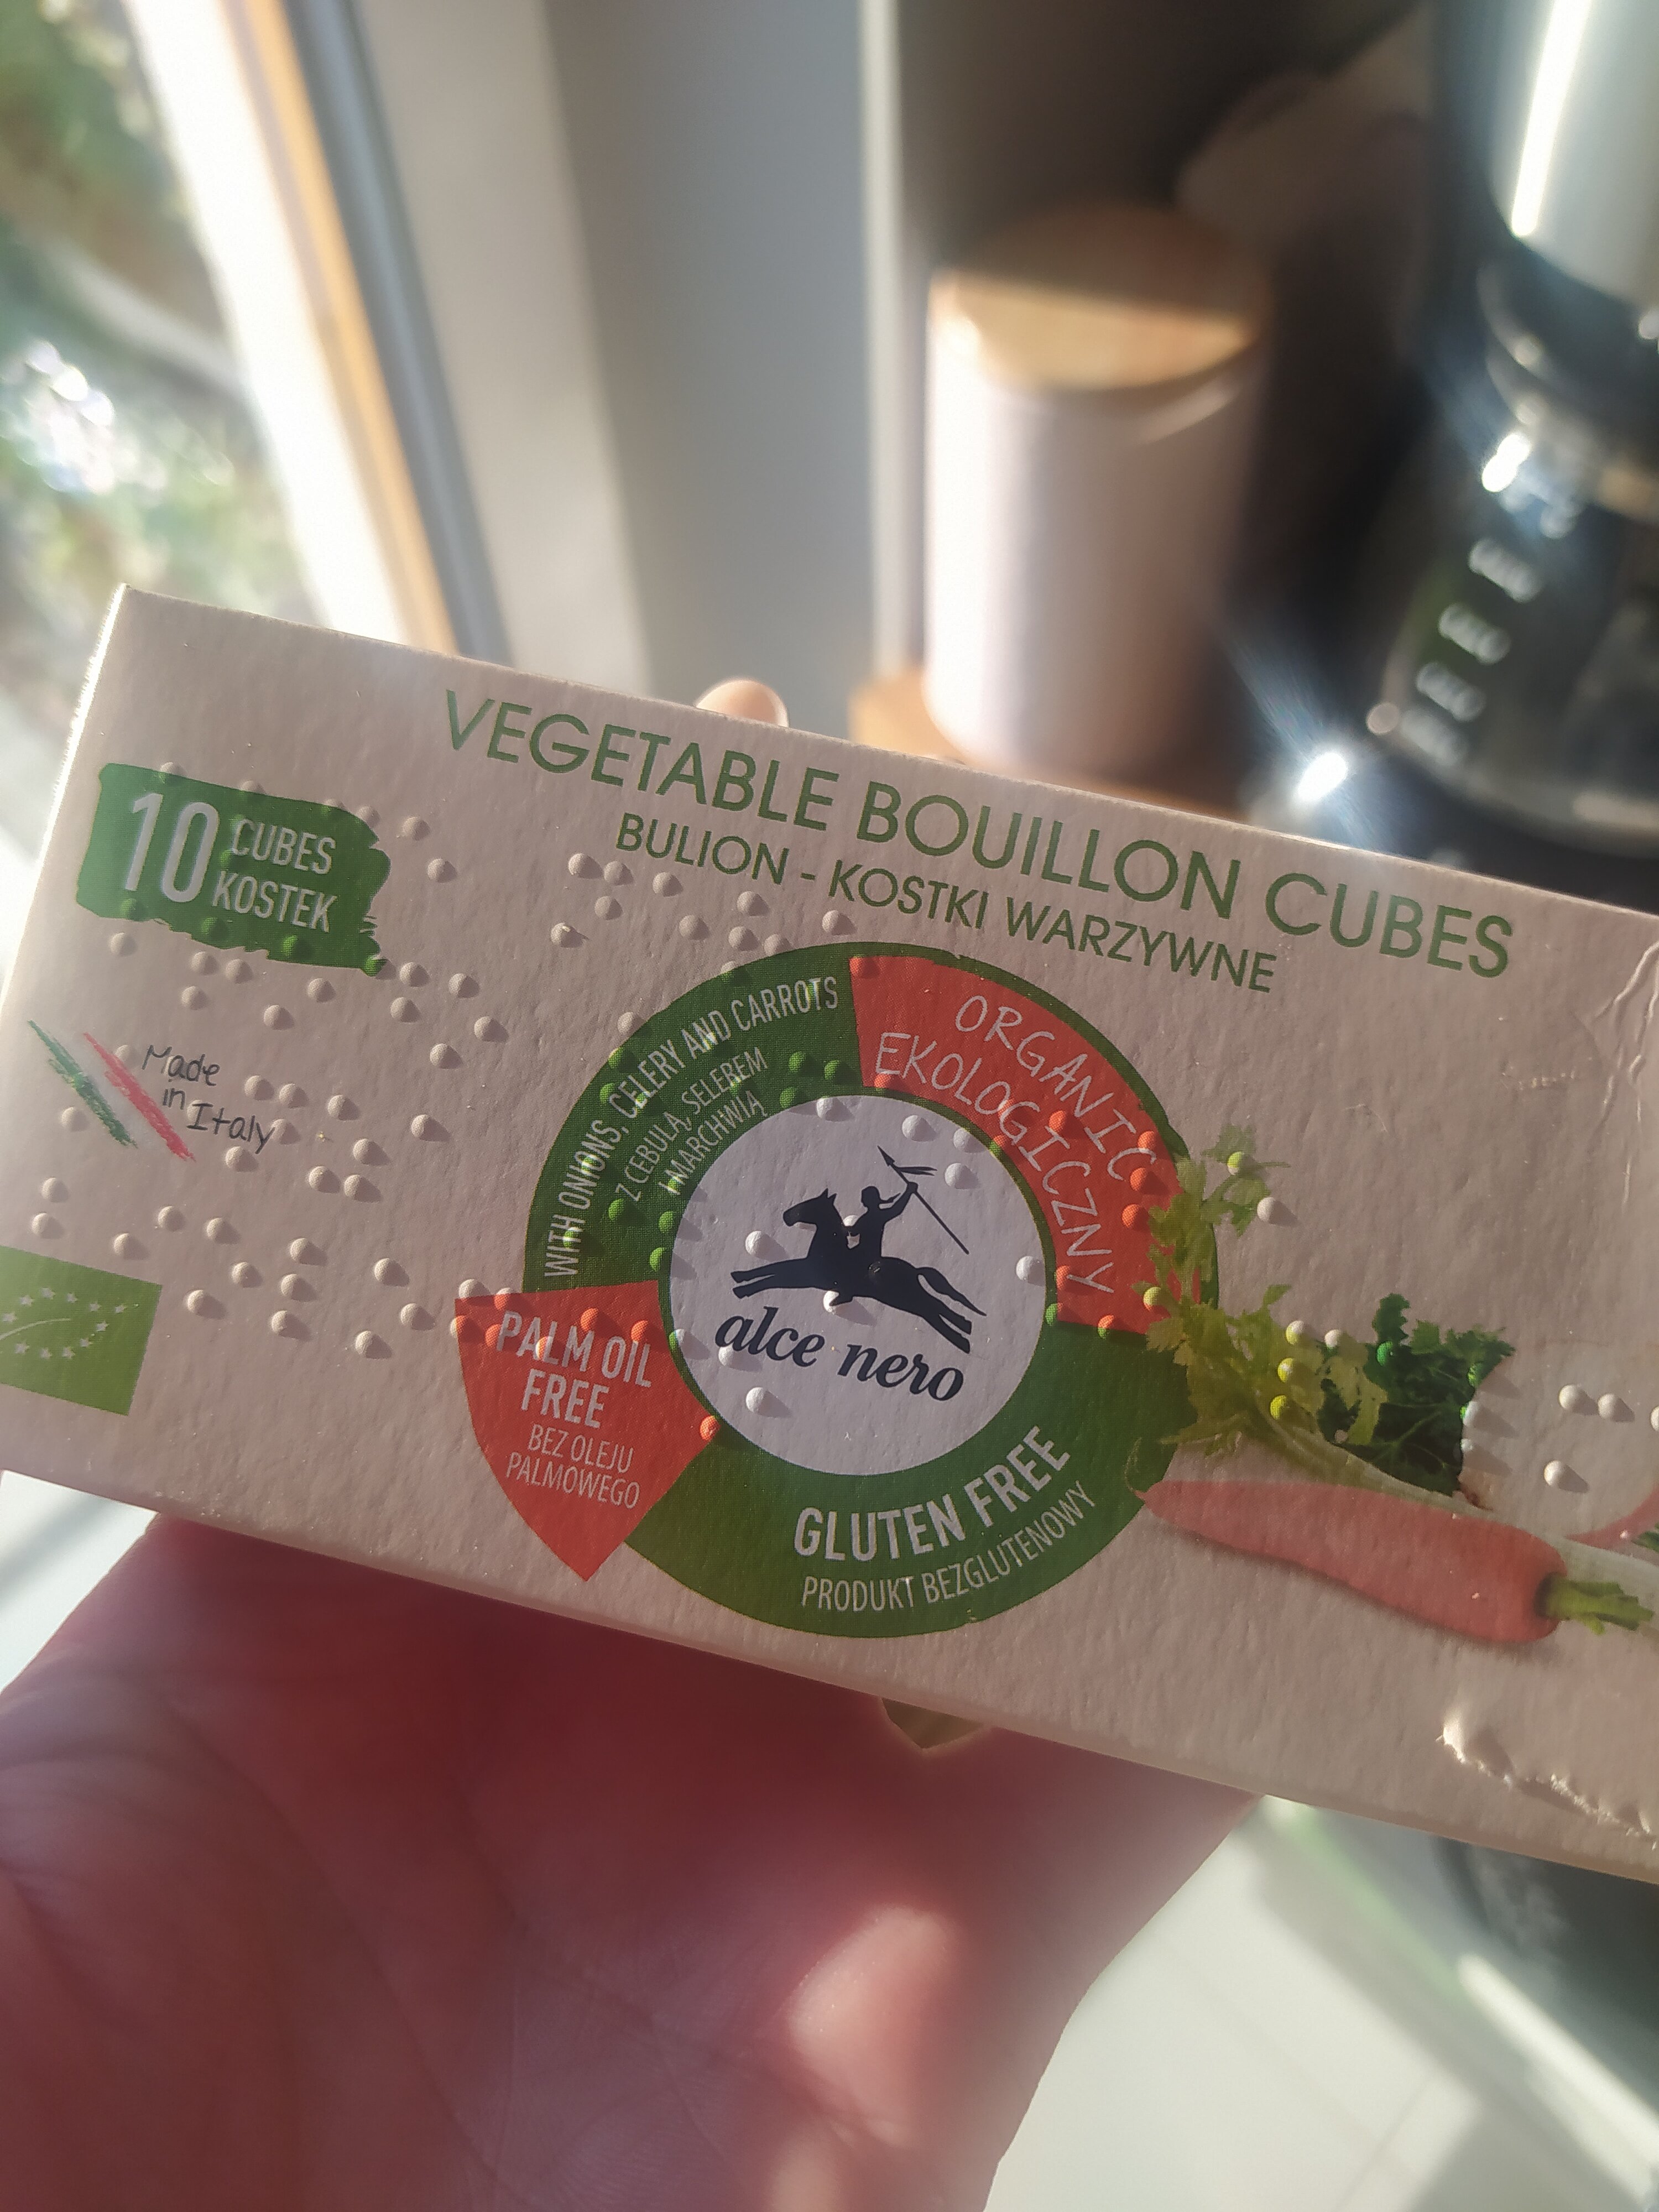 VEGETABLE BOUILLON CUBES
BULION - KOSTKI WARZYWNE
10 CUBES
KOSTEK
Made
in
Italy
WITH ONIONS, CELERY AND CARROTS
Z CEBULĄ, SELEREM
I MARCHWIĄ
ORGANIC
EKOLOGICZNY
alce nero
PALM OIL
FREE
BEZ OLEJU
PALMOWEGO
GLUTEN FREE
PRODUKT BEZGLUTENOWY